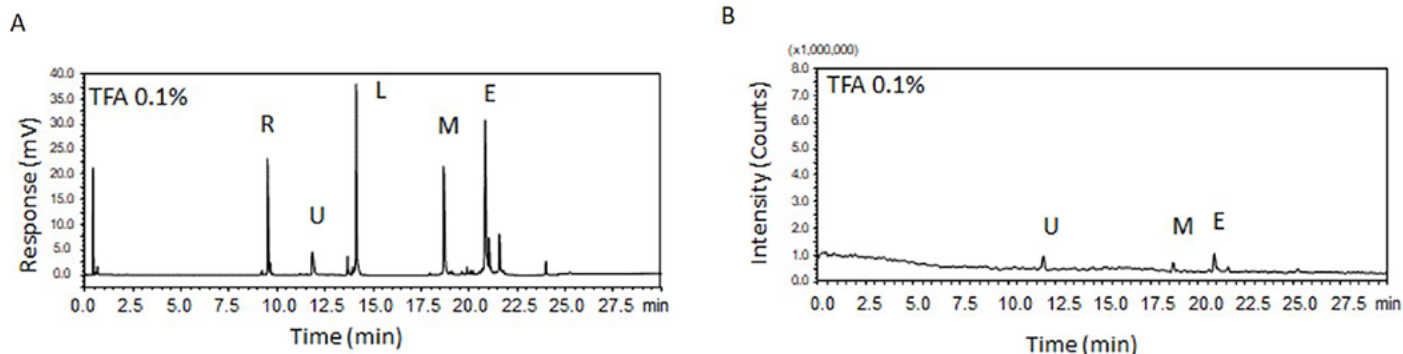 A
Response (mV)
40.0
35.0
30.0
25.0
20.0
15.0
10.0
5.0
0.0
TFA 0.1%
R
U
L
M
E
0.0 2.5 5.0 7.5 10.0 12.5 15.0 17.5 20.0 22.5 25.0 27.5 min
Time (min)
B
(x1,000,000)
Intensity (Counts)
8.0
7.0
6.0
5.0
4.0
3.0
2.0
1.0
0.0
TFA 0.1%
U
M
E
0.0 2.5 5.0 7.5 10.0 12.5 15.0 17.5 20.0 22.5 25.0 27.5 min
Time (min)